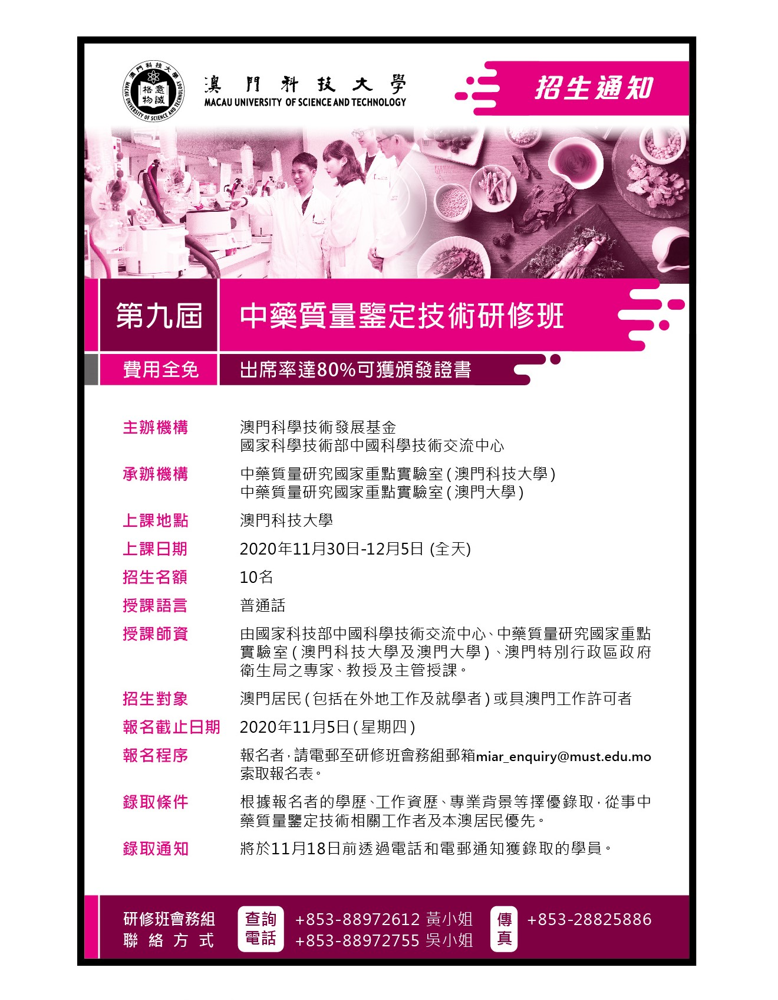 澳門科技大學
MACAU UNIVERSITY OF SCIENCE AND TECHNOLOGY
格物 意誠
澳門科技大學
MACAU UNIVERSITY OF SCIENCE AND TECHNOLOGY
招生通知
第九屆
中藥質量鑒定技術研修班
費用全免
出席率達80%可獲頒發證書
主辦機構 澳門科學技術發展基金
國家科學技術部中國科學技術交流中心
承辦機構 中藥質量研究國家重點實驗室(澳門科技大學)
中藥質量研究國家重點實驗室(澳門大學)
上課地點 澳門科技大學
上課日期 2020年11月30日-12月5日 (全天)
招生名額 10名
授課語言 普通話
授課師資 由國家科技部中國科學技術交流中心、中藥質量研究國家重點
實驗室(澳門科技大學及澳門大學)、澳門特別行政區政府
衛生局之專家、教授及主管授課。
招生對象 澳門居民(包括在外地工作及就學者)或具澳門工作許可者
報名截止日期 2020年11月5日(星期四)
報名程序 報名者，請電郵至研修班會務組郵箱miar_enquiry@must.edu.mo
索取報名表。
錄取條件 根據報名者的學歷、工作資歷、專業背景等擇優錄取，從事中
藥質量鑒定技術相關工作者及本澳居民優先。
錄取通知 將於11月18日前透過電話和電郵通知獲錄取的學員。
研修班會務組
聯絡方式
查詢
電話
+853-88972612 黃小姐
+853-88972755 吳小姐
傳真
+853-28825886